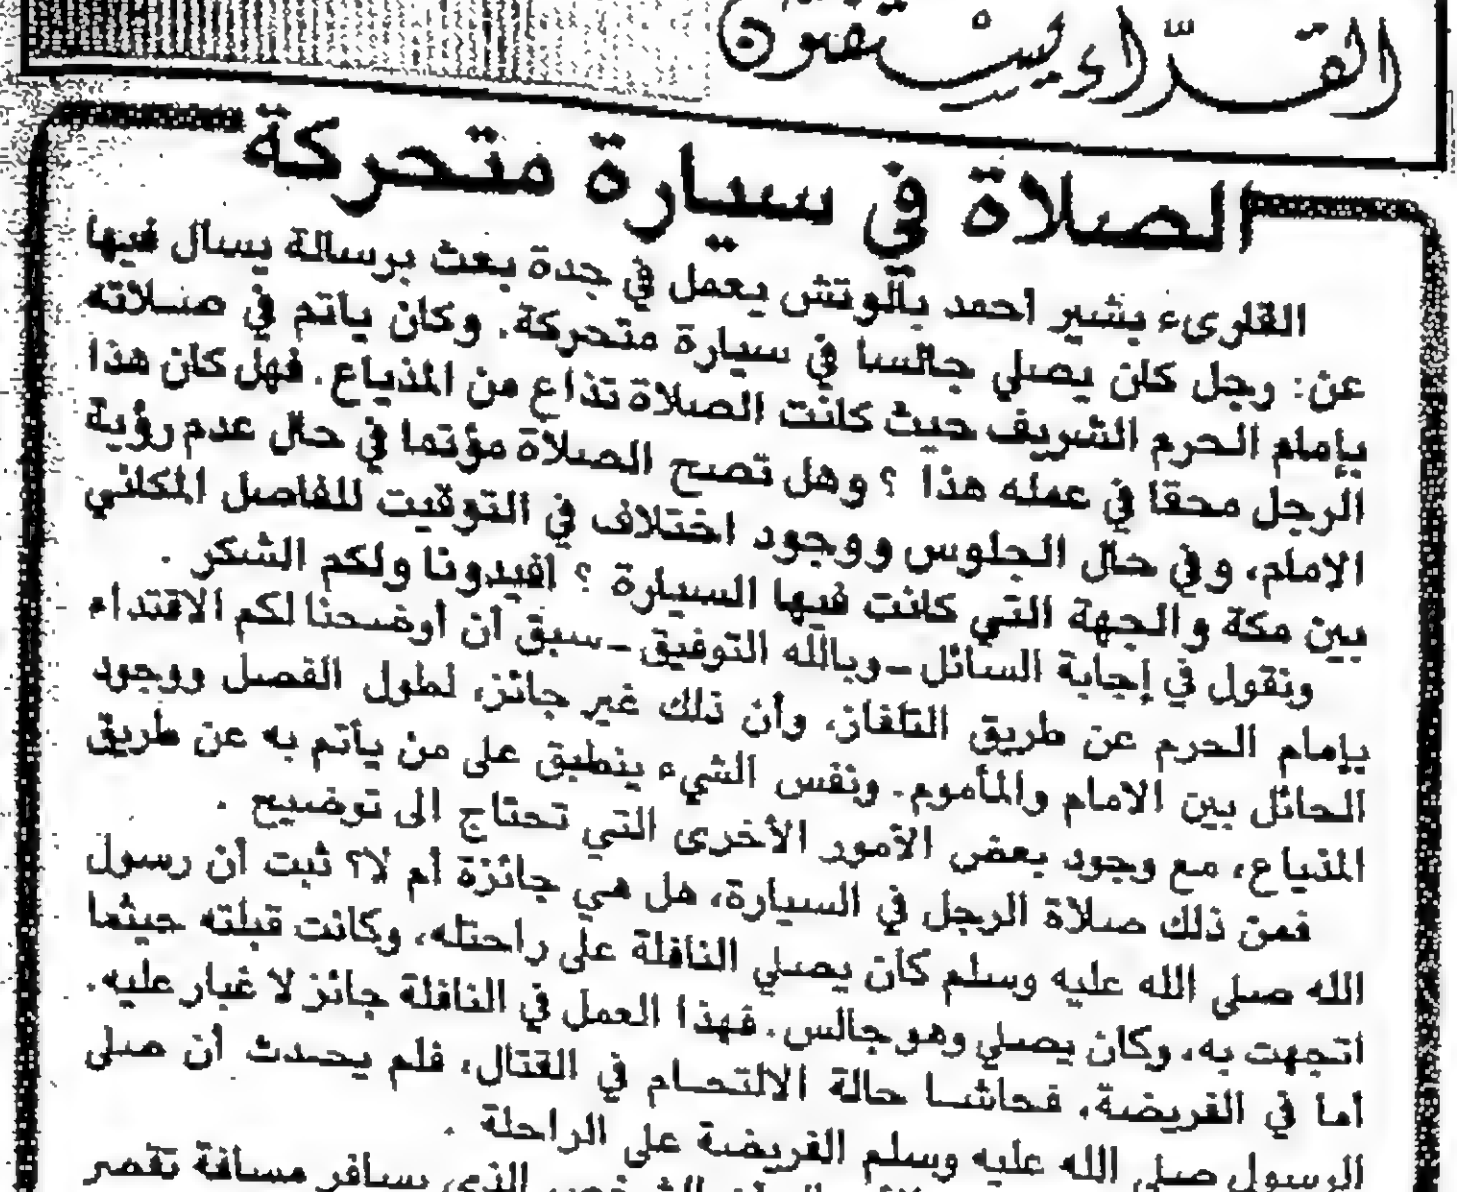 القراء يستفتون
الصلاة في سيارة متحركة
القارىء بشير احمد بالوتش يعمل في جدة بعث برسالة يسال فيها
عن: رجل كان يصلي جالسا في سيارة متحركة. وكان ياتم في صلاته
بإمام الحرم الشريف حيث كانت الصلاة تذاع من المذياع. فهل كان هذا
الرجل محقا في عمله هذا ؟ وهل تصح الصلاة مؤتما في حال عدم رؤية
الامام، وفي حال الجلوس ووجود اختلاف في التوقيت للفاصل المكاني
بين مكة والجهة التي كانت فيها السيارة ؟ افيدونا ولكم الشكر .
ونقول في إجابة السائل ـ وبالله التوفيق ـ سبق أن أوضحنا لكم الاقتداء
بإمام الحرم عن طريق التلفاز، وأن ذلك غير جائز، لطول الفصل ووجود
الحائل بين الامام والمأموم. ونفس الشيء ينطبق على من يأتم به عن طريق
المذياع، مع وجود بعض الأمور الأخرى التي تحتاج الى توضيح .
فمن ذلك صلاة الرجل في السيارة، هل هي جائزة أم لا؟ ثبت أن رسول
الله صلى الله عليه وسلم كان يصلي النافلة على راحتله، وكانت قبلته حيثما
اتجهت به، وكان يصلي وهو جالس. فهذا العمل في النافلة جائز لا غبار عليه.
أما في الفريضة، فحاشا حالة الالتحام في القتال، فلم يحدث أن صلى
الرسول صلى الله عليه وسلم الفريضة على الراحلة .
الذي يسافر مسافة تقصر